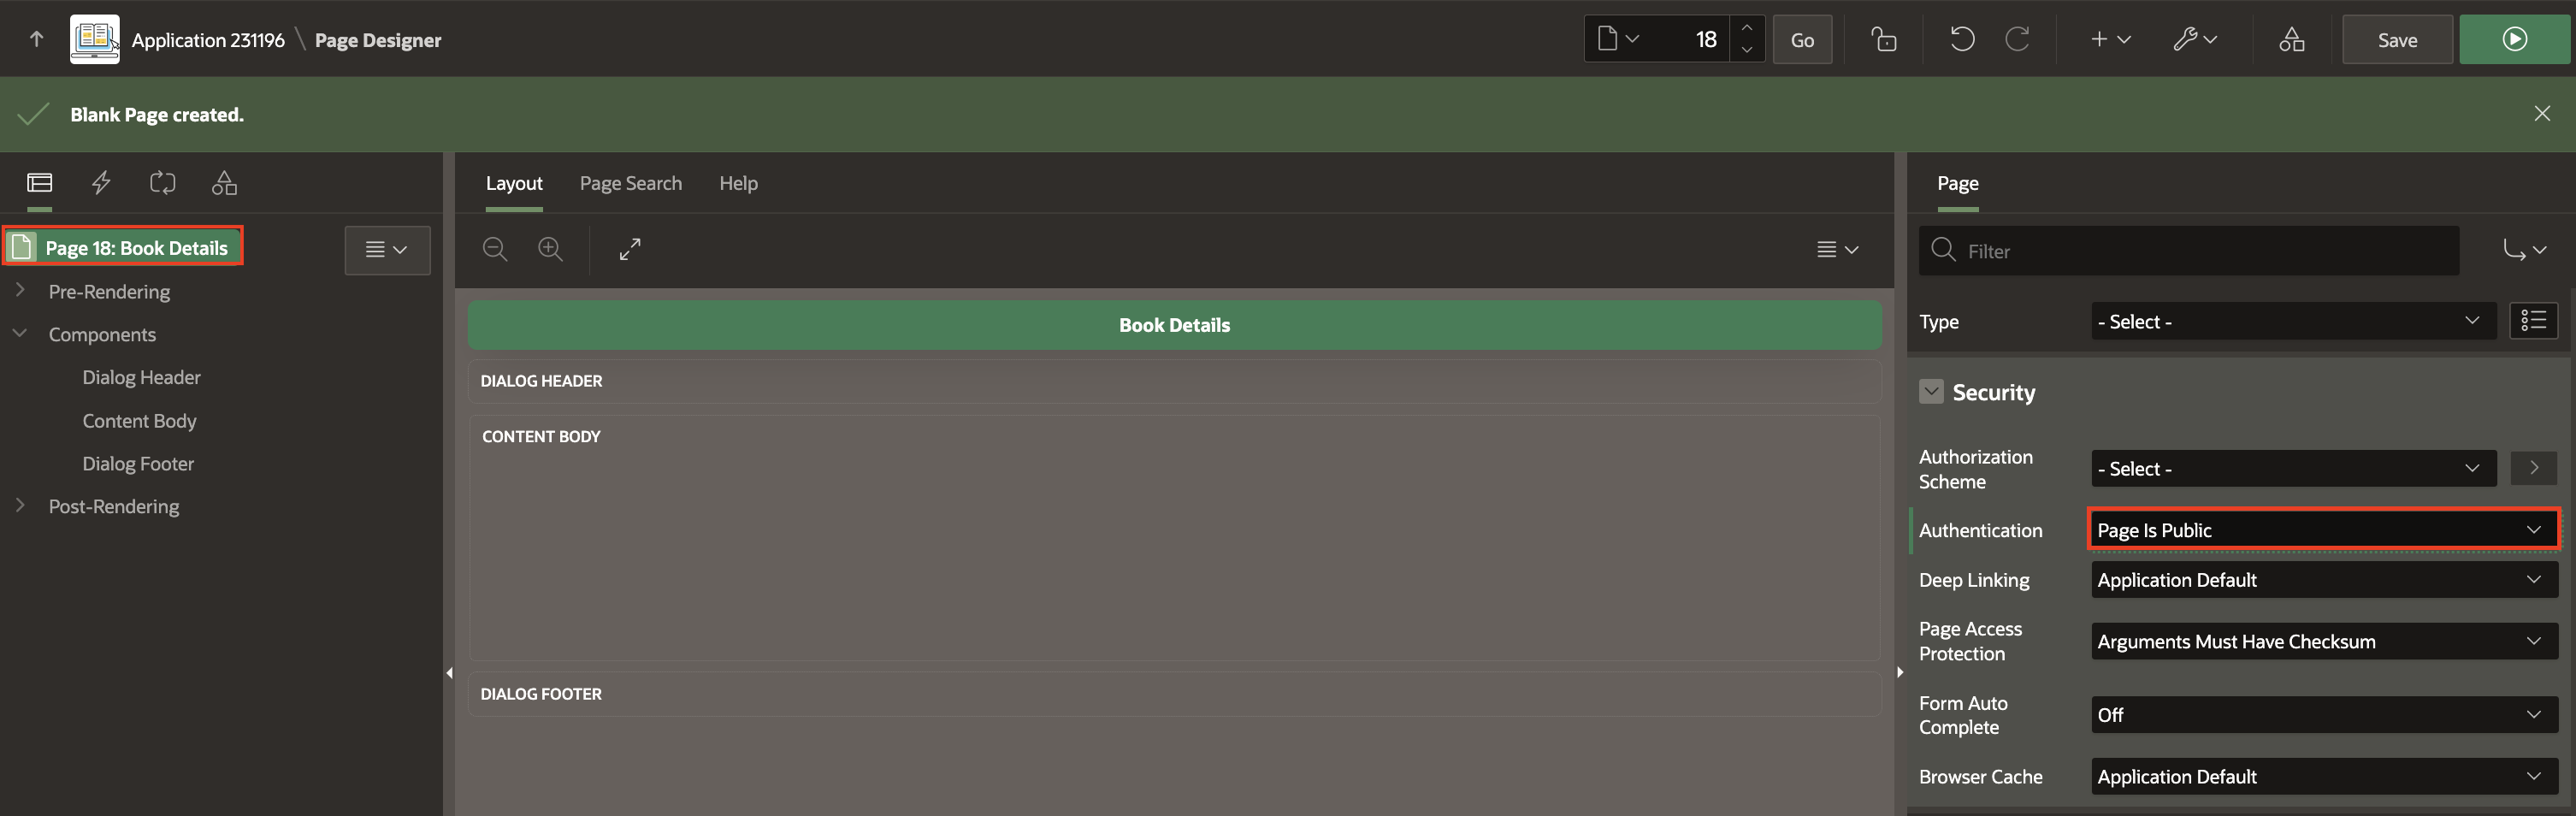 Application 231196 \ Page Designer
18
Go
Save
Blank Page created.
Layout
Page Search
Help
Page
Page 18: Book Details
Pre-Rendering
Components
Dialog Header
Content Body
Dialog Footer
Post-Rendering
Book Details
DIALOG HEADER
CONTENT BODY
DIALOG FOOTER
Filter
Type
- Select -
Security
Authorization
Scheme
- Select -
Authentication
Page Is Public
Deep Linking
Application Default
Page Access
Protection
Arguments Must Have Checksum
Form Auto
Complete
Off
Browser Cache
Application Default